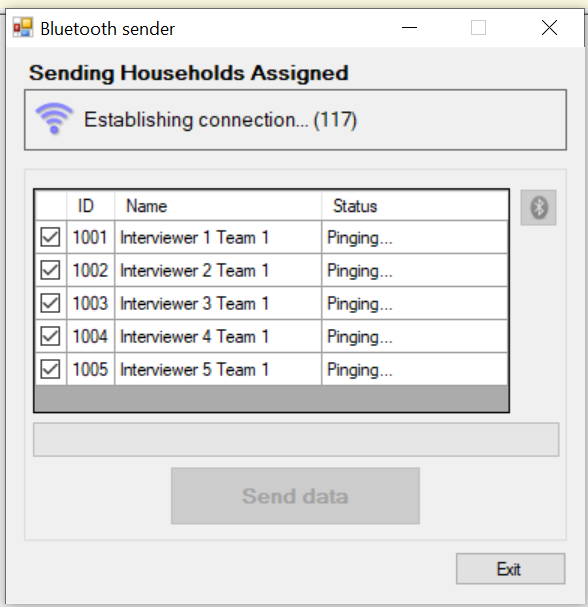 Bluetooth sender
Sending Households Assigned
Establishing connection... (117)
ID Name Status
1001 Interviewer 1 Team 1 Pinging...
1002 Interviewer 2 Team 1 Pinging...
1003 Interviewer 3 Team 1 Pinging...
1004 Interviewer 4 Team 1 Pinging...
1005 Interviewer 5 Team 1 Pinging...
Send data
Exit